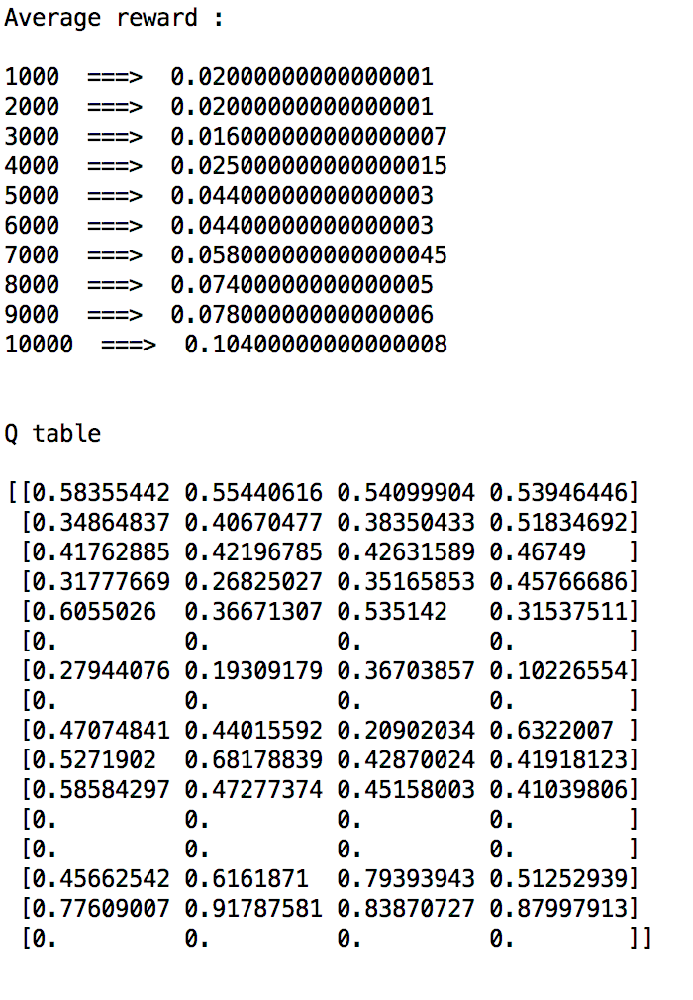 Average reward :
1000  ===>  0.02000000000000001
2000  ===>  0.02000000000000001
3000  ===>  0.016000000000000007
4000  ===>  0.025000000000000015
5000  ===>  0.04400000000000003
6000  ===>  0.04400000000000003
7000  ===>  0.058000000000000045
8000  ===>  0.07400000000000005
9000  ===>  0.07800000000000006
10000  ===>  0.10400000000000008
Q table
[[0.58355442 0.55440616 0.54099904 0.53946446]
 [0.34864837 0.40670477 0.38350433 0.51834692]
 [0.41762885 0.42196785 0.42631589 0.46749   ]
 [0.31777669 0.26825027 0.35165853 0.45766686]
 [0.6055026  0.36671307 0.535142   0.31537511]
 [0.         0.         0.         0.        ]
 [0.27944076 0.19309179 0.36703857 0.10226554]
 [0.         0.         0.         0.        ]
 [0.47074841 0.44015592 0.20902034 0.6322007 ]
 [0.5271902  0.68178839 0.42870024 0.41918123]
 [0.58584297 0.47277374 0.45158003 0.41039806]
 [0.         0.         0.         0.        ]
 [0.         0.         0.         0.        ]
 [0.45662542 0.6161871  0.79393943 0.51252939]
 [0.77609007 0.91787581 0.83870727 0.87997913]
 [0.         0.         0.         0.        ]]